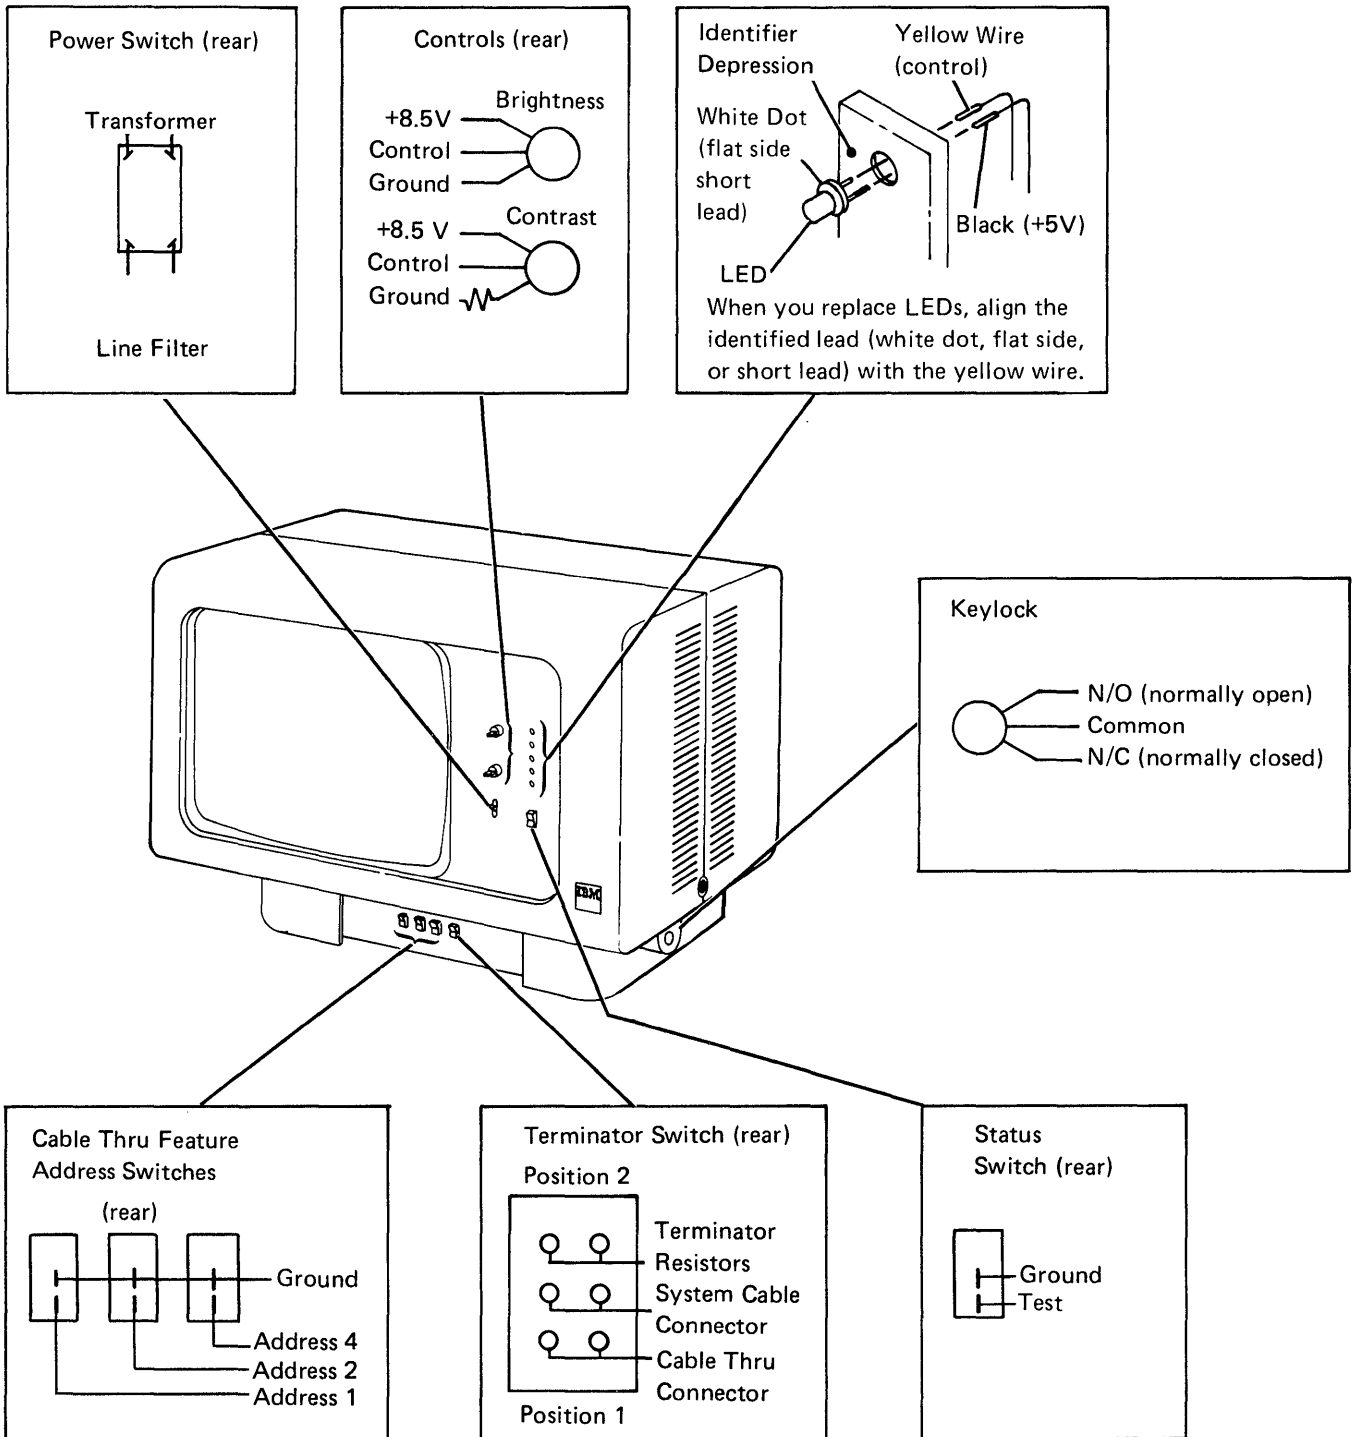 Power Switch (rear)
Transformer
Line Filter
Controls (rear)
Brightness
+8.5V
Control
Ground
Contrast
+8.5 V
Control
Ground
Identifier
Depression
Yellow Wire
(control)
White Dot
(flat side
short
lead)
Black (+5V)
LED
When you replace LEDs, align the
identified lead (white dot, flat side,
or short lead) with the yellow wire.
Keylock
N/O (normally open)
Common
N/C (normally closed)
IBM
Cable Thru Feature
Address Switches
(rear)
Ground
Address 4
Address 2
Address 1
Terminator Switch (rear)
Position 2
Terminator
Resistors
System Cable
Connector
Cable Thru
Connector
Position 1
Status
Switch (rear)
Ground
Test